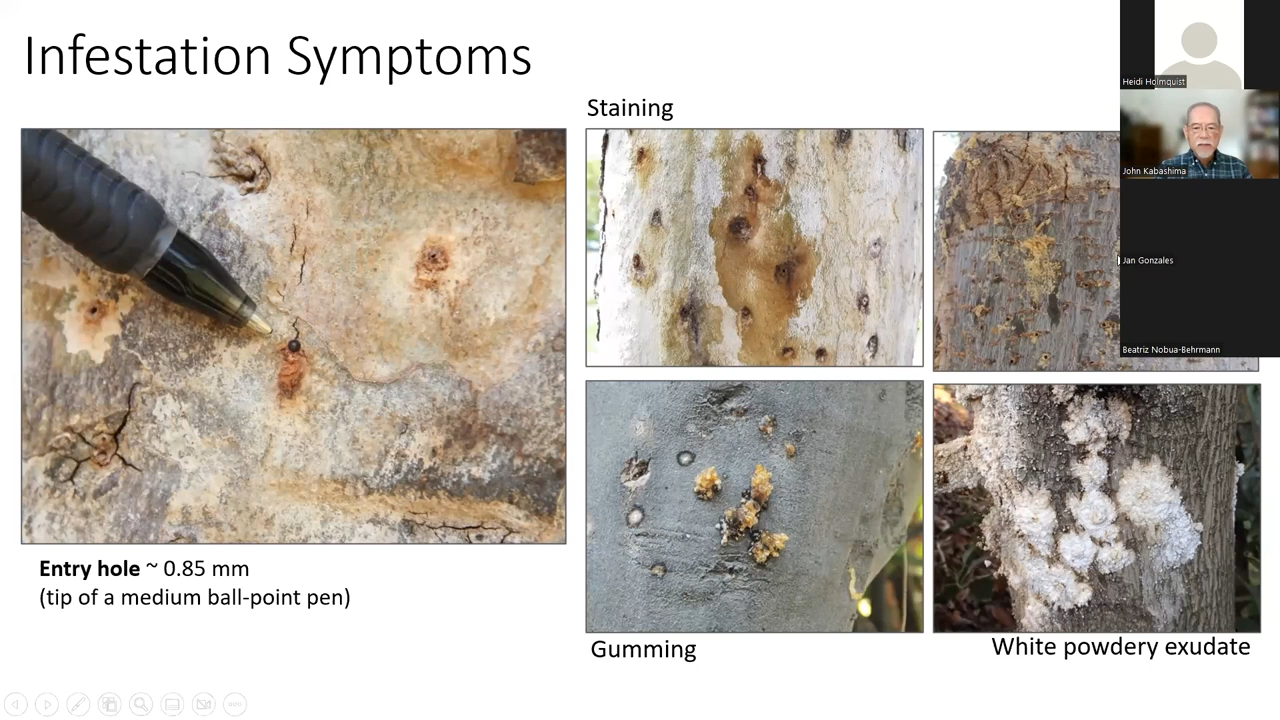 Infestation Symptoms
Staining
Entry hole ~ 0.85 mm
(tip of a medium ball-point pen)
Gumming
White powdery exudate
Heidi Holmquist
John Kabashima
Jan Gonzales
Beatriz Nobua-Behrmann